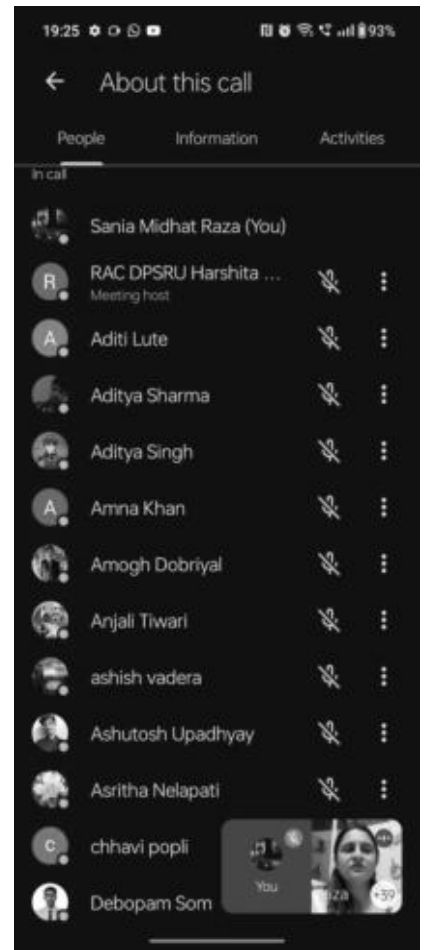 19:25
93%
About this call
People Information Activities
In call
Sania Midhat Raza (You)
R
RAC DPSRU Harshita ...
Meeting host
A
Aditi Lute
Aditya Sharma
Aditya Singh
A
Amna Khan
Amogh Dobriyal
Anjali Tiwari
ashish vadera
Ashutosh Upadhyay
Asritha Nelapati
c
chhavi popli
You
+39
Debopam Som